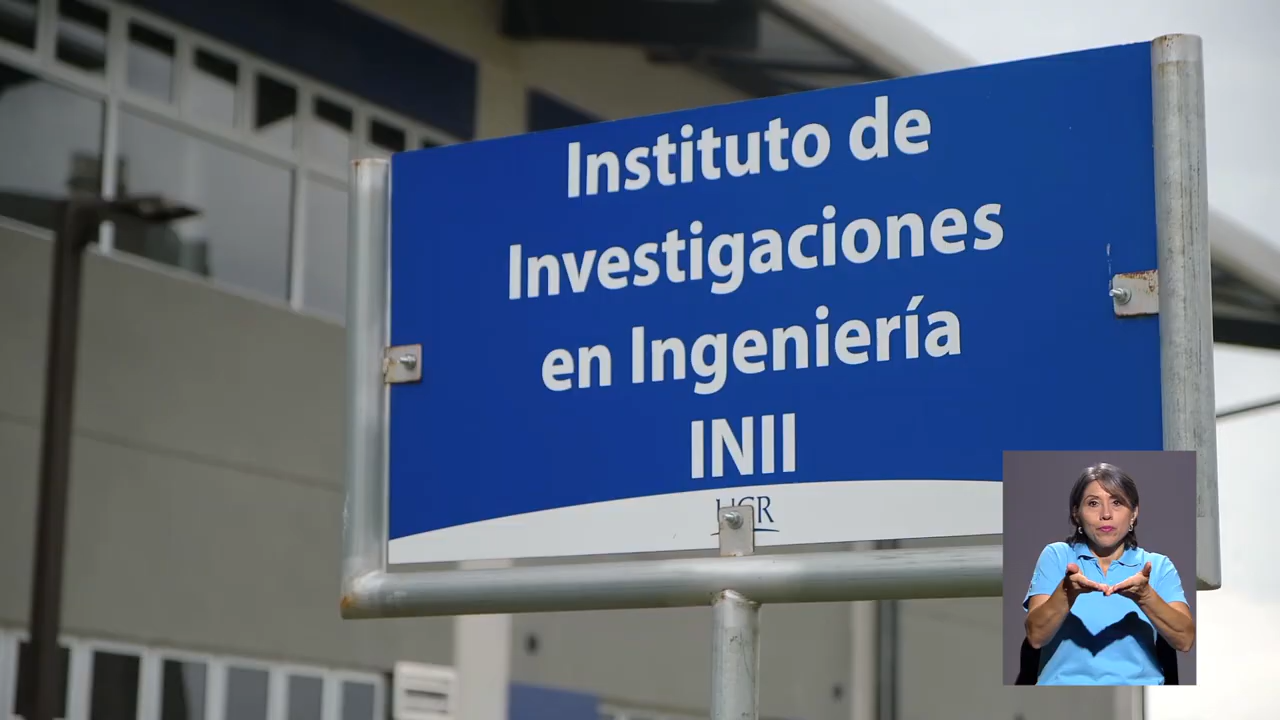 Instituto de
Investigaciones
en Ingeniería
INII
UCR